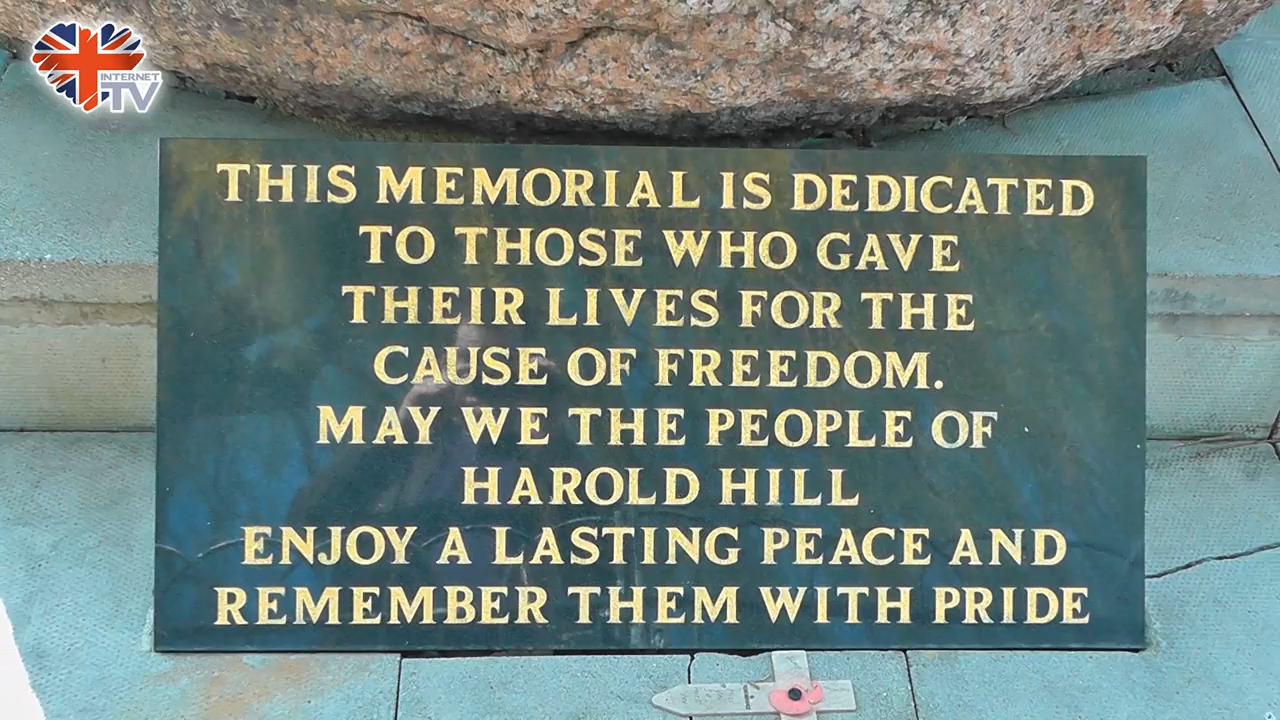 INTERNET
TV
THIS MEMORIAL IS DEDICATED
TO THOSE WHO GAVE
THEIR LIVES FOR THE
CAUSE OF FREEDOM.
MAY WE THE PEOPLE OF
HAROLD HILL
ENJOY A LASTING PEACE AND
REMEMBER THEM WITH PRIDE